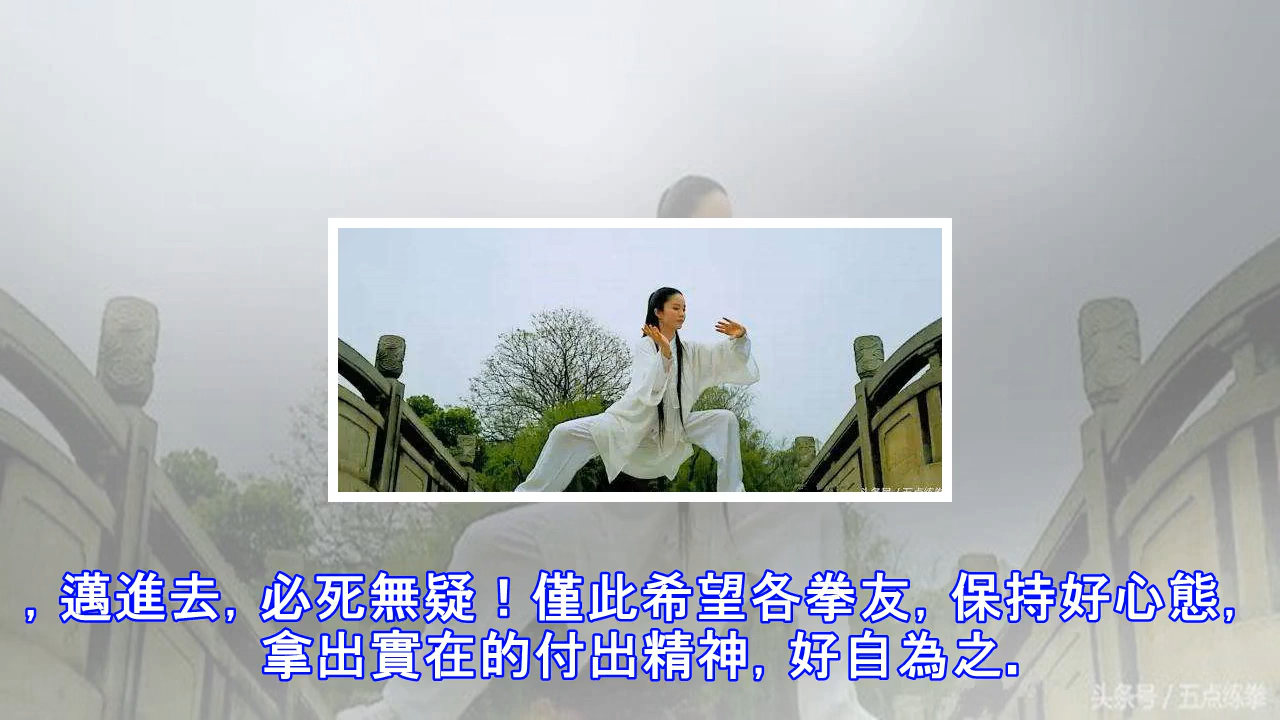 , 邁進去, 必死無疑！僅此希望各拳友, 保持好心態,
拿出實在的付出精神, 好自為之.
头条号 / 五点练拳